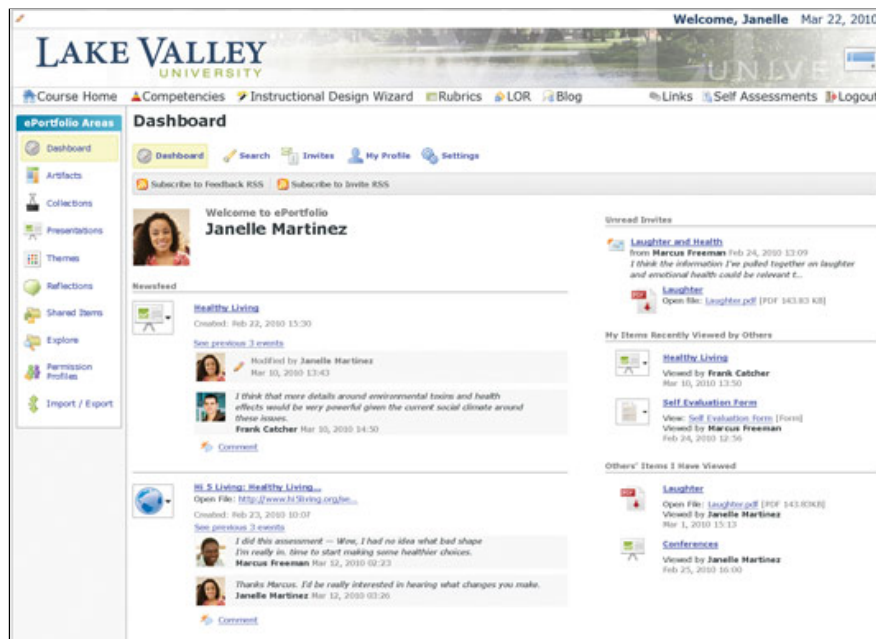 Welcome, Janelle Mar 22, 2010
LAKE VALLEY
UNIVERSITY
UNIVE
Course Home Competencies Instructional Design Wizard Rubrics LOR Blog Links Self Assessments Logout
ePortfolio Areas
Dashboard
Artifacts
Collections
Presentations
Themes
Reflections
Shared Items
Explore
Permission
Profiles
Import / Export
Dashboard
Dashboard Search Invites My Profile Settings
Subscribe to Feedback RSS Subscribe to Invite RSS
Welcome to ePortfolio
Janelle Martinez
Newsfeed
Healthy Living
Created: Feb 22, 2010 15:30
See previous 3 events
Modified by Janelle Martinez
Mar 10, 2010 13:43
I think that more details around environmental toxins and health
effects would be very powerful given the current social climate around
these issues.
Frank Catcher Mar 10, 2010 14:50
Comment
Hi 5 Living: Healthy Living...
Open File: http://www.hi5living.org/se...
Created: Feb 23, 2010 10:07
See previous 3 events
I did this assessment — Wow, I had no idea what bad shape
I'm really in. time to start making some healthier choices.
Marcus Freeman Mar 12, 2010 02:23
Thanks Marcus. I'd be really interested in hearing what changes you make.
Janelle Martinez Mar 12, 2010 03:26
Comment
Unread Invites
Laughter and Health
from Marcus Freeman Feb 24, 2010 13:09
I think the information I've pulled together on laughter
and emotional health could be relevant t...
PDF
Laughter
Open file: Laughter.pdf [PDF 143.83 KB]
My Items Recently Viewed by Others
Healthy Living
Viewed by Frank Catcher
Mar 10, 2010 13:50
Self Evaluation Form
View: Self Evaluation Form [Form]
Viewed by Marcus Freeman
Feb 24, 2010 12:56
Others' Items I Have Viewed
PDF
Laughter
Open File: Laughter.pdf [PDF 143.83KB]
Viewed by Janelle Martinez
Mar 1, 2010 15:13
Conferences
Viewed by Janelle Martinez
Feb 25, 2010 16:00